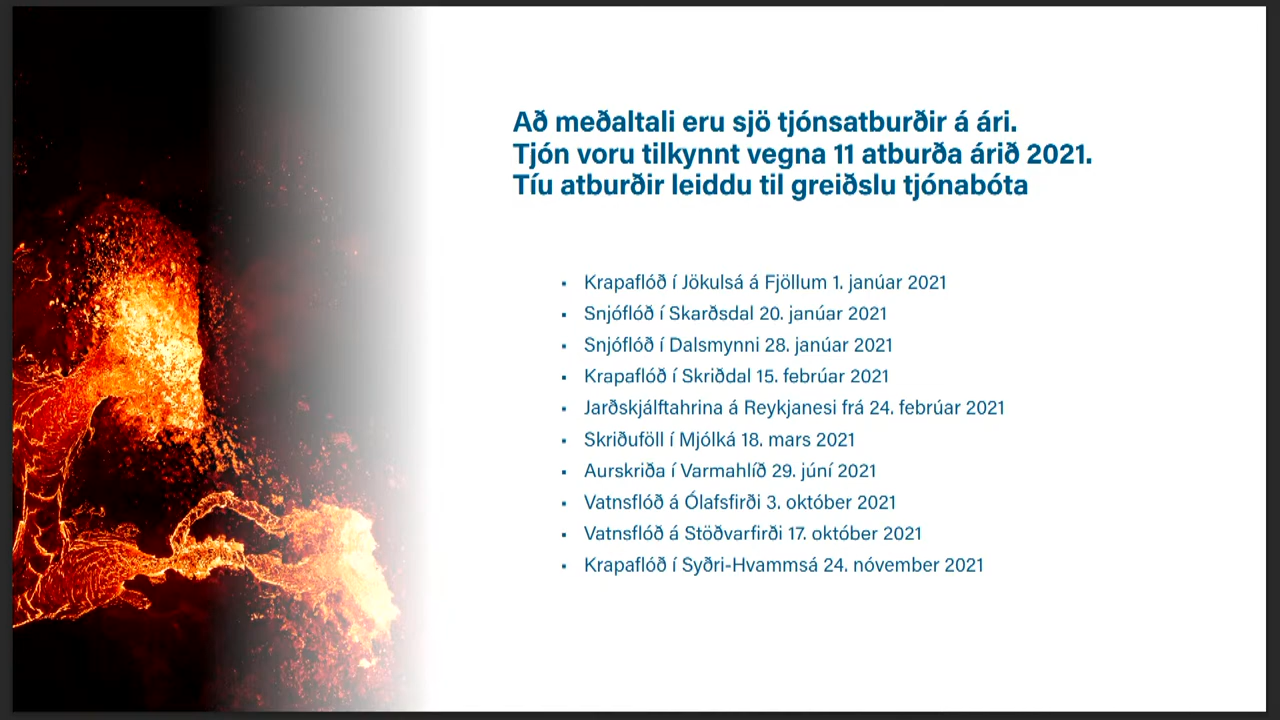 Að meðaltali eru sjö tjónsatburðir á ári.
Tjón voru tilkynnt vegna 11 atburða árið 2021.
Tíu atburðir leiddu til greiðslu tjónabóta
▪ Krapaflóð í Jökulsá á Fjöllum 1. janúar 2021
▪ Snjóflóð í Skarðsdal 20. janúar 2021
▪ Snjóflóð í Dalsmynni 28. janúar 2021
▪ Krapaflóð í Skriðdal 15. febrúar 2021
▪ Jarðskjálftahrina á Reykjanesi frá 24. febrúar 2021
▪ Skriðuföll í Mjólká 18. mars 2021
▪ Aurskriða í Varmahlíð 29. júní 2021
▪ Vatnsflóð á Ólafsfirði 3. október 2021
▪ Vatnsflóð á Stöðvarfirði 17. október 2021
▪ Krapaflóð í Syðri-Hvammsá 24. nóvember 2021